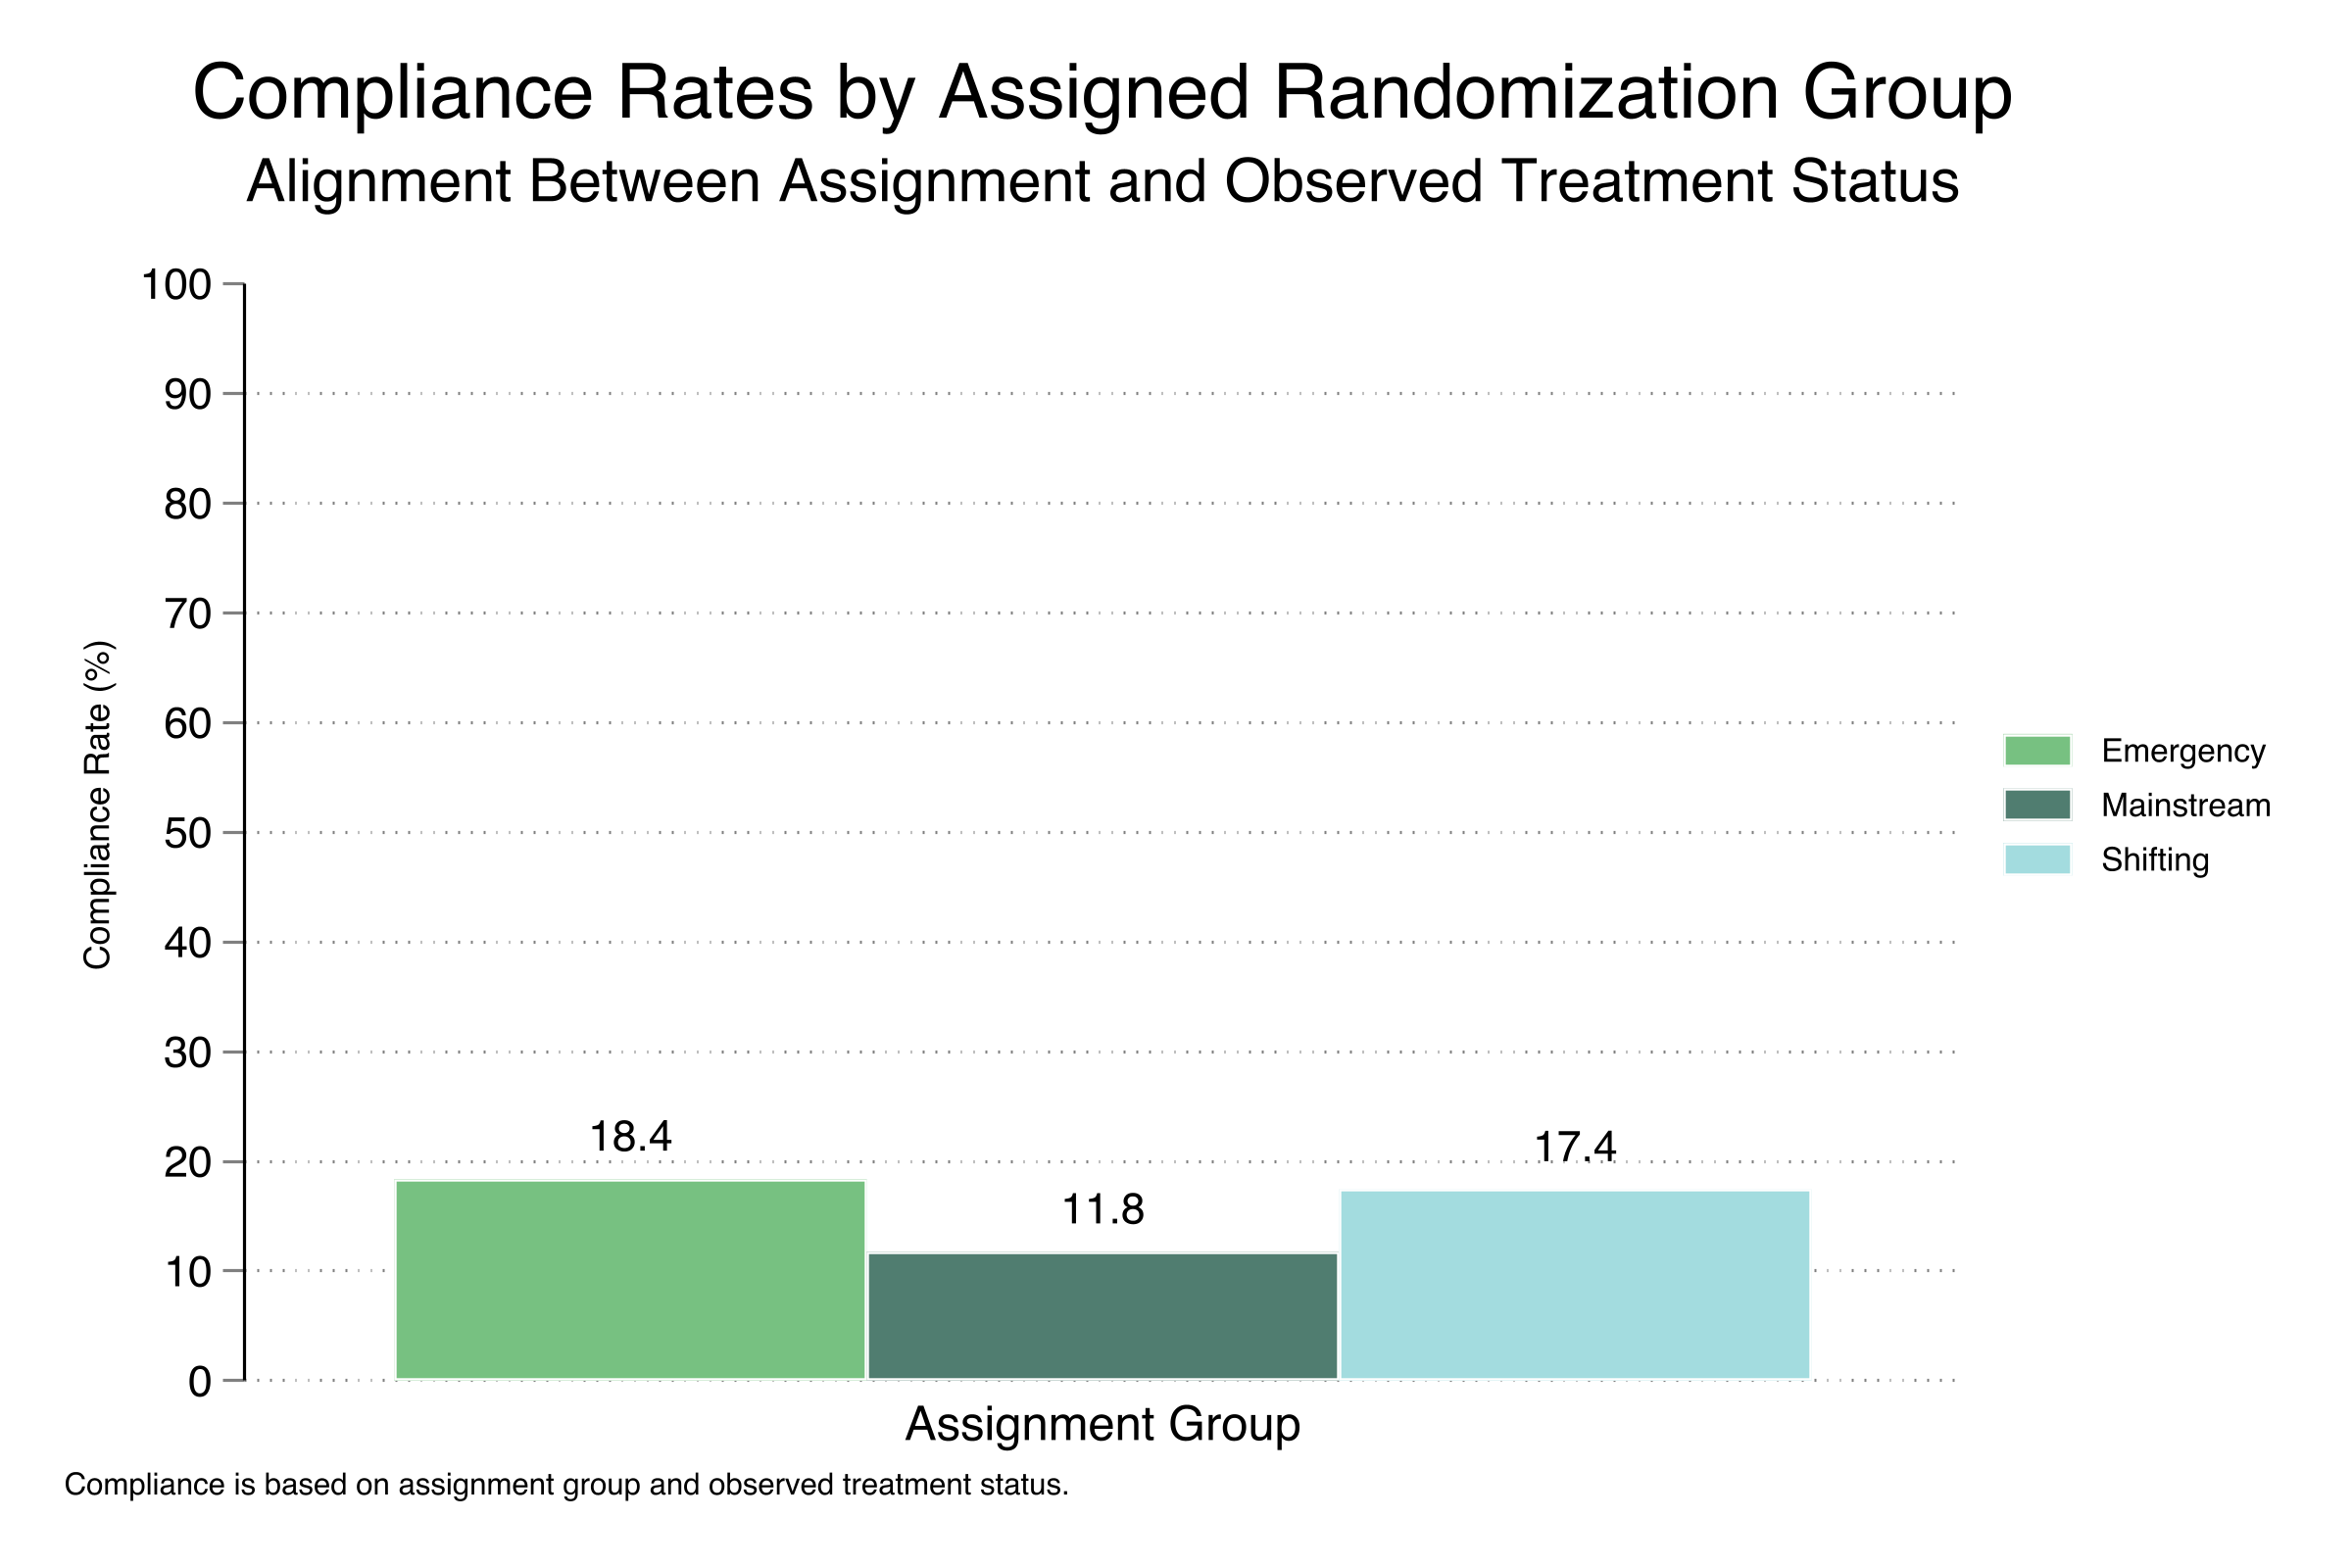 Compliance Rates by Assigned Randomization Group
Alignment Between Assignment and Observed Treatment Status
Compliance Rate (%)
100
90
80
70
60
50
40
30
20
10
0
18.4
11.8
17.4
Assignment Group
Emergency
Mainstream
Shifting
Compliance is based on assignment group and observed treatment status.